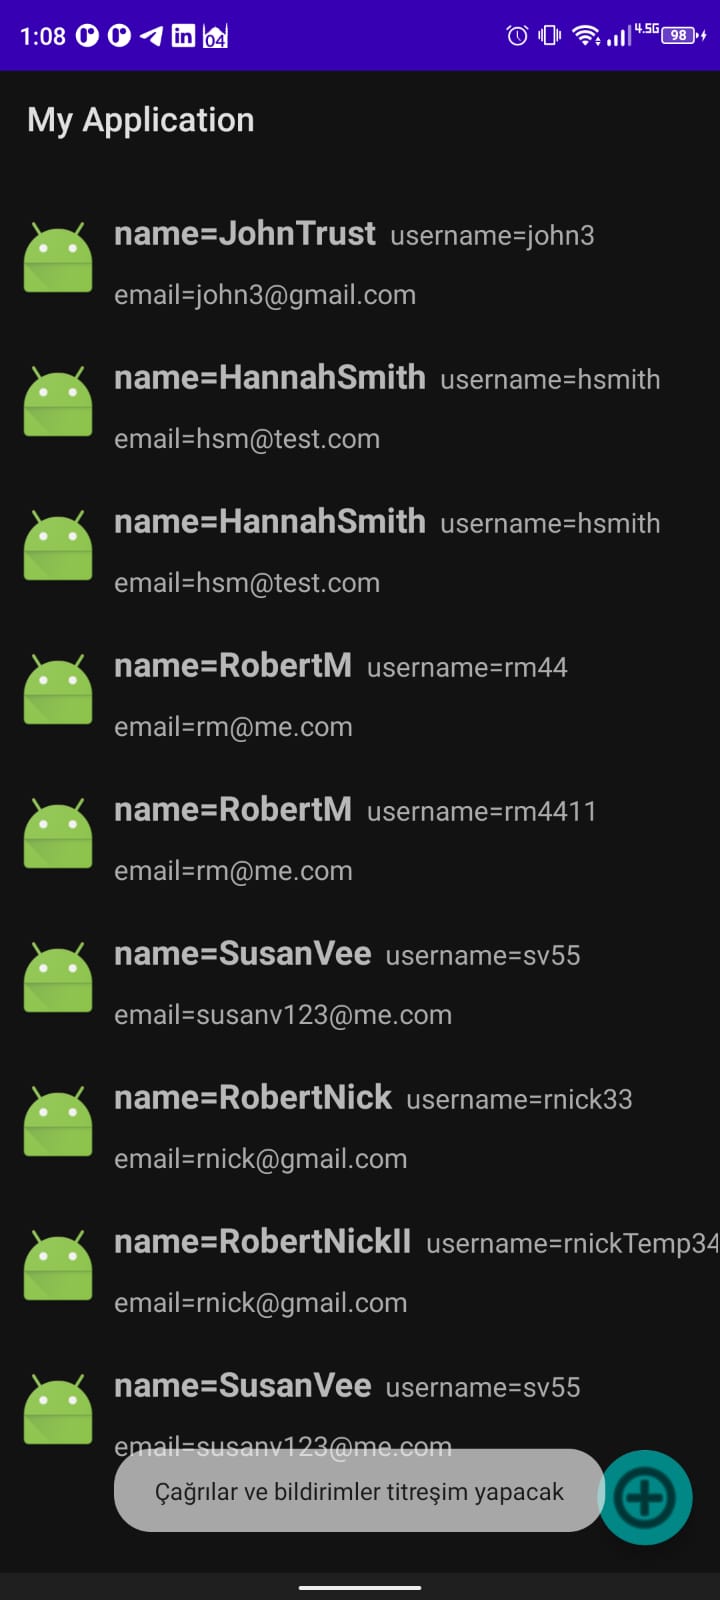 1:08
04
4.5G
98
My Application
name=JohnTrust username=john3
email=john3@gmail.com
name=HannahSmith username=hsmith
email=hsm@test.com
name=HannahSmith username=hsmith
email=hsm@test.com
name=RobertM username=rm44
email=rm@me.com
name=RobertM username=rm4411
email=rm@me.com
name=SusanVee username=sv55
email=susanv123@me.com
name=RobertNick username=rnick33
email=rnick@gmail.com
name=RobertNickII username=rnickTemp34
email=rnick@gmail.com
name=SusanVee username=sv55
email=susanv123@me.com
Çağrılar ve bildirimler titreşim yapacak